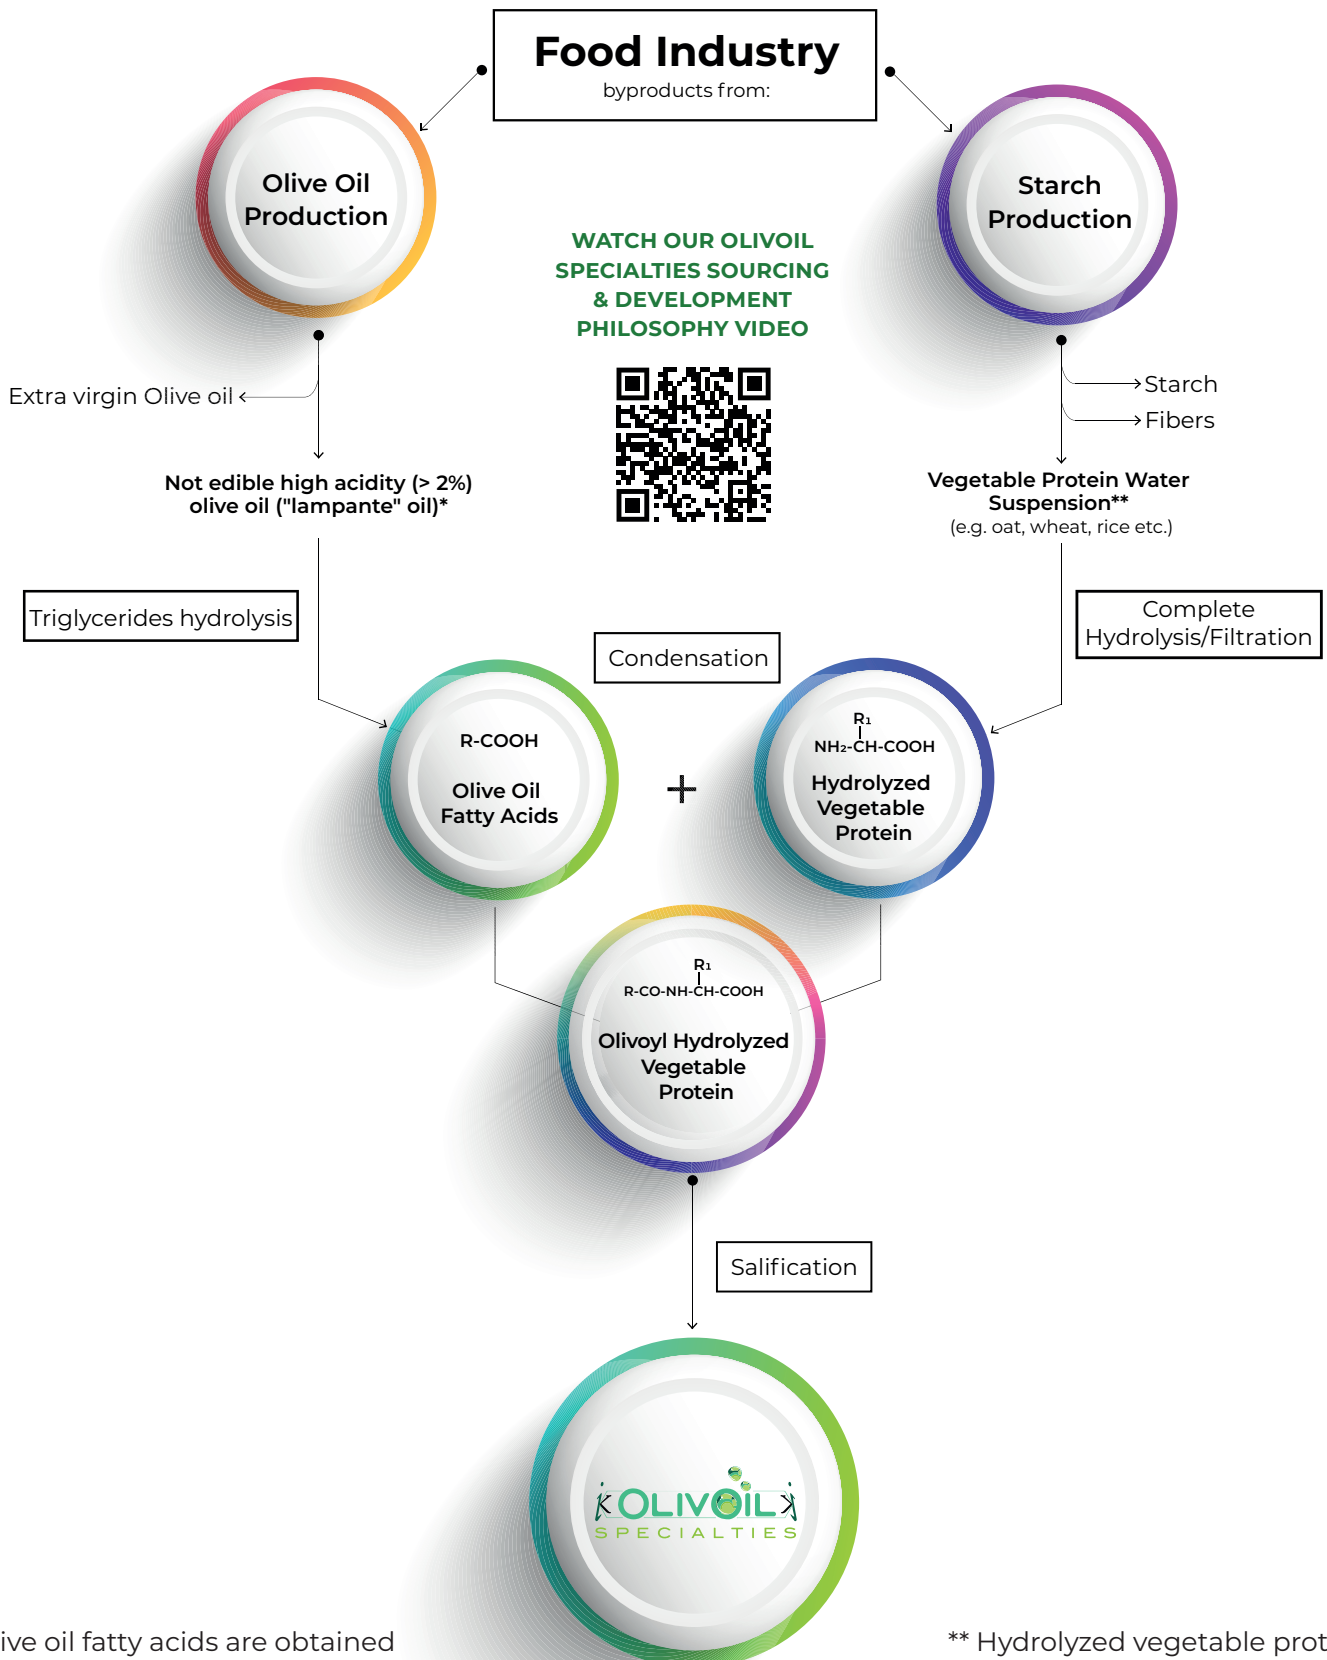 Food Industry
byproducts from:
Olive Oil
Production
Starch
Production
WATCH OUR OLIVOIL
SPECIALTIES SOURCING
& DEVELOPMENT
PHILOSOPHY VIDEO
Extra virgin Olive oil
Starch
Fibers
Not edible high acidity (> 2%)
olive oil ("lampante" oil)*
Vegetable Protein Water
Suspension**
(e.g. oat, wheat, rice etc.)
Triglycerides hydrolysis
Complete
Hydrolysis/Filtration
Condensation
R-COOH
Olive Oil
Fatty Acids
+
R₁
NH₂-CH-COOH
Hydrolyzed
Vegetable
Protein
R₁
R-CO-NH-CH-COOH
Olivoyl Hydrolyzed
Vegetable
Protein
Salification
OLIVOIL
SPECIALTIES
oil fatty acids are obtained
** Hydrolyzed vegetable